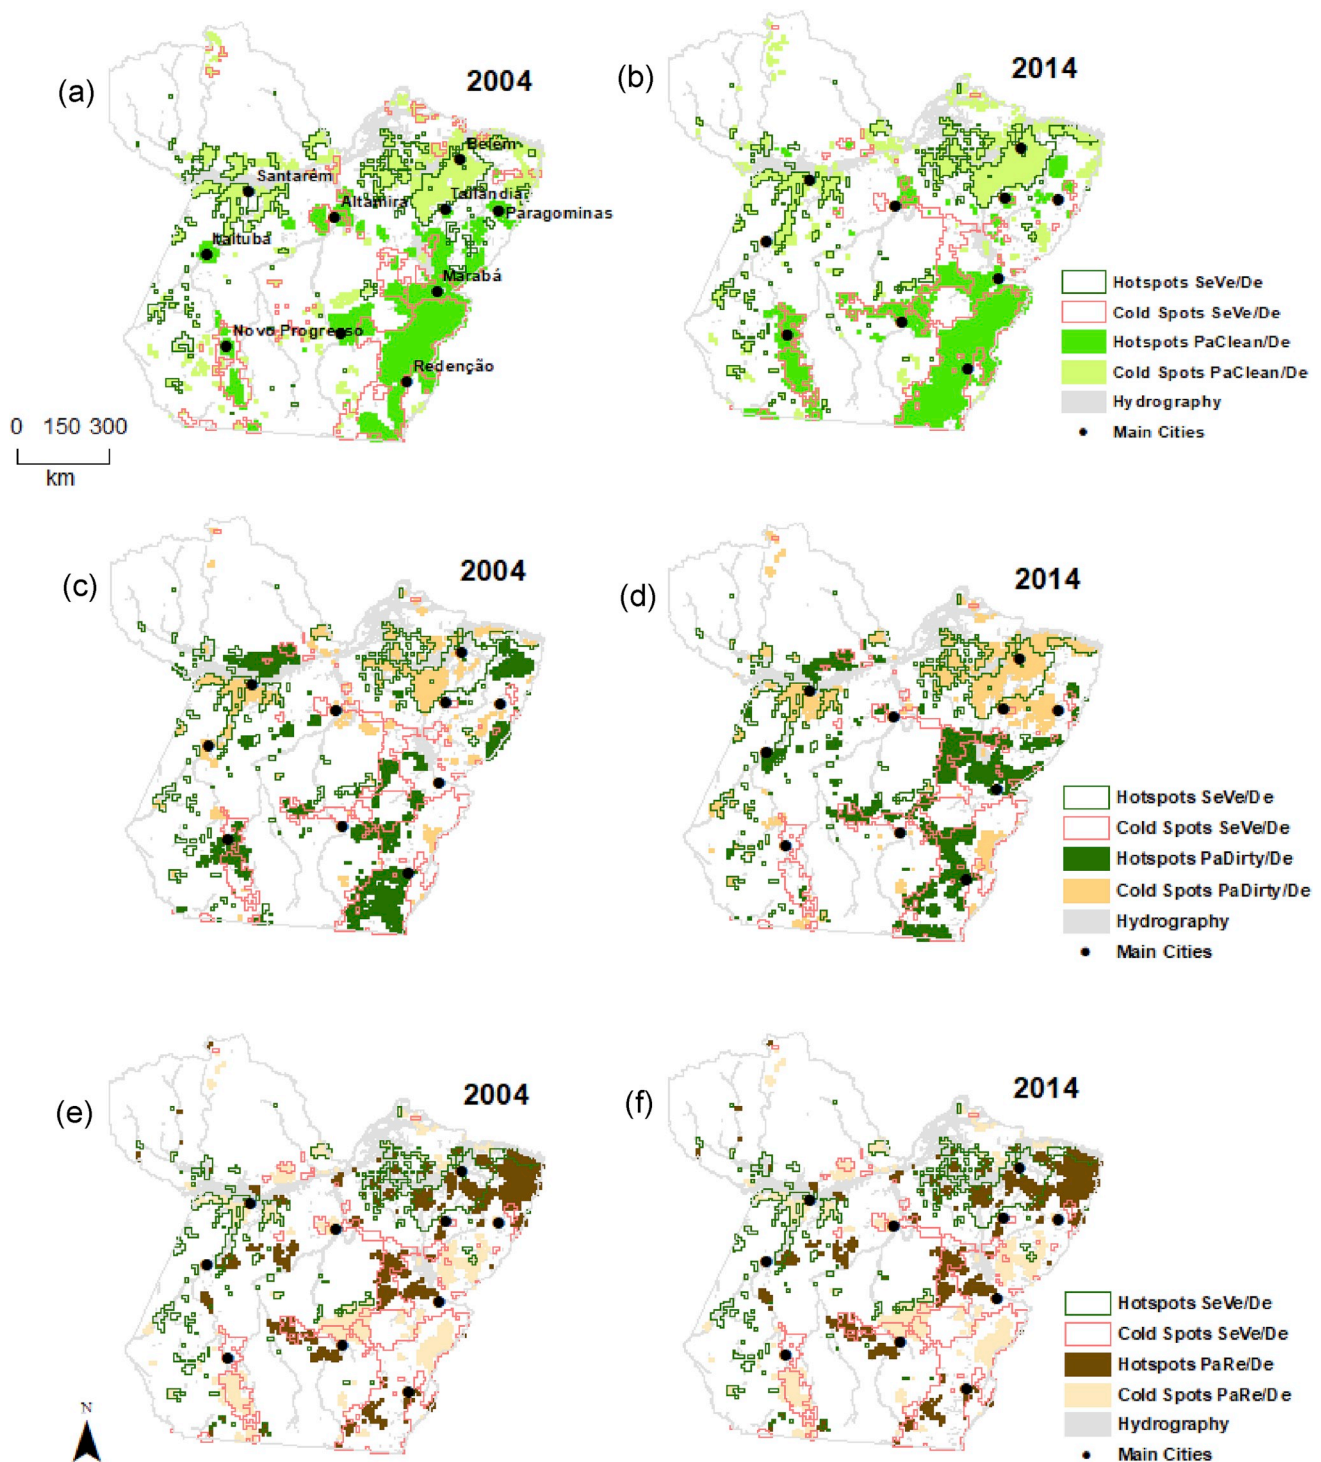 (a)
2004
Belém
Santarém
Altamira
Tailândia
Paragominas
Itaituba
Marabá
Novo Progresso
Redenção
0 150 300
km
(b)
2014
Hotspots SeVe/De
Cold Spots SeVe/De
Hotspots PaClean/De
Cold Spots PaClean/De
Hydrography
Main Cities
(c)
2004
(d)
2014
Hotspots SeVe/De
Cold Spots SeVe/De
Hotspots PaDirty/De
Cold Spots PaDirty/De
Hydrography
Main Cities
(e)
2004
N
(f)
2014
Hotspots SeVe/De
Cold Spots SeVe/De
Hotspots PaRe/De
Cold Spots PaRe/De
Hydrography
Main Cities